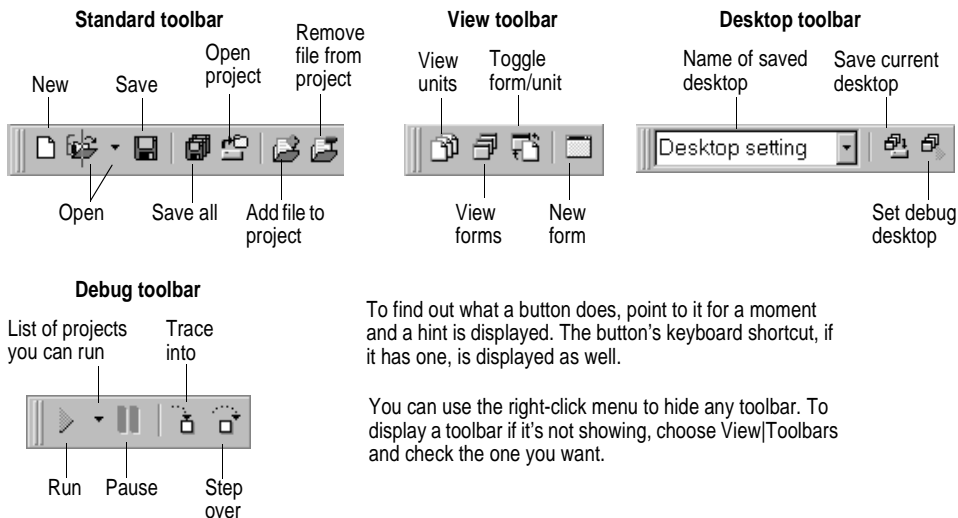 Standard toolbar
New
Save
Open
project
Remove
file from
project
Open
Save all
Add file to
project
View toolbar
View
units
Toggle
form/unit
View
forms
New
form
Desktop toolbar
Name of saved
desktop
Save current
desktop
Desktop setting
Set debug
desktop
Debug toolbar
List of projects
you can run
Trace
into
Run
Pause
Step
over
To find out what a button does, point to it for a moment
and a hint is displayed. The button’s keyboard shortcut, if
it has one, is displayed as well.
You can use the right-click menu to hide any toolbar. To
display a toolbar if it’s not showing, choose View|Toolbars
and check the one you want.